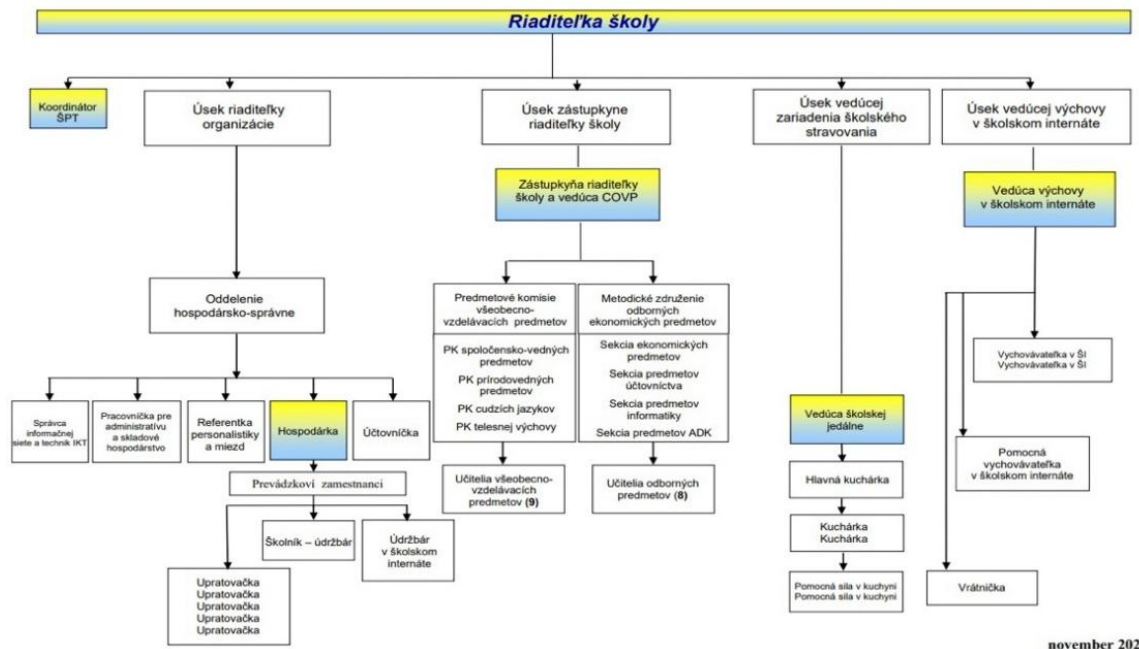 Riaditeľka školy
Koordinátor
ŠPT
Úsek riaditeľky
organizácie
Úsek zástupkyne
riaditeľky školy
Úsek vedúcej
zariadenia školského
stravovania
Úsek vedúcej výchovy
v školskom internáte
Zástupkyňa riaditeľky
školy a vedúca COVP
Vedúca výchovy
v školskom internáte
Oddelenie
hospodársko-správne
Predmetové komisie
všeobecno-
vzdelávacích predmetov
Metodické združenie
odborných
ekonomických predmetov
PK spoločensko-vedných
predmetov
PK prírodovedných
predmetov
PK cudzích jazykov
PK telesnej výchovy
Sekcia ekonomických
predmetov
Sekcia predmetov
účtovníctva
Sekcia predmetov
informatiky
Sekcia predmetov ADK
Vychovávateľka v ŠI
Vychovávateľka v ŠI
Správca
informačnej
siete a technik IKT
Pracovníčka pre
administratívu
a skladové
hospodárstvo
Referentka
personalistiky
a miezd
Hospodárka
Účtovníčka
Vedúca školskej
jedálne
Pomocná
vychovávateľka
v školskom internáte
Prevádzkoví zamestnanci
Učitelia všeobecno-
vzdelávacích
predmetov (9)
Učitelia odborných
predmetov (8)
Hlavná kuchárka
Školník – údržbár
Údržbár
v školskom
internáte
Kuchárka
Kuchárka
Upratovačka
Upratovačka
Upratovačka
Upratovačka
Upratovačka
Pomocná sila v kuchyni
Pomocná sila v kuchyni
Vrátnička
november 202